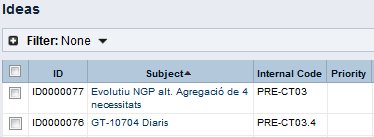 Ideas
Filter: None
ID Subject Internal Code Priority
ID0000077 Evolutiu NGP alt. Agregació de 4 PRE-CT03
necessitats
ID0000076 GT-10704 Diaris PRE-CT03.4